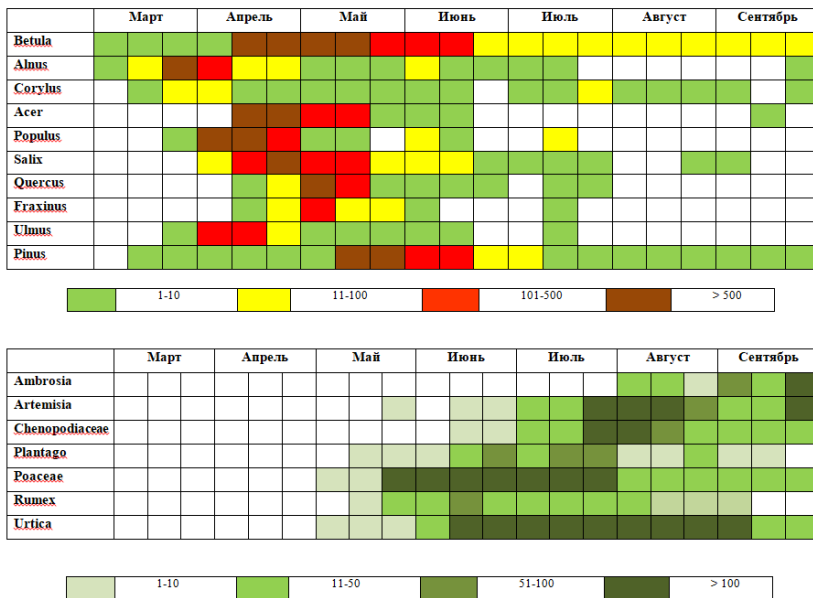 Март Апрель Май Июнь Июль Август Сентябрь
Betula
Alnus
Corylus
Acer
Populus
Salix
Quercus
Fraxinus
Ulmus
Pinus
1-10 11-100 101-500 > 500
Март Апрель Май Июнь Июль Август Сентябрь
Ambrosia
Artemisia
Chenopodiaceae
Plantago
Poaceae
Rumex
Urtica
1-10 11-50 51-100 > 100